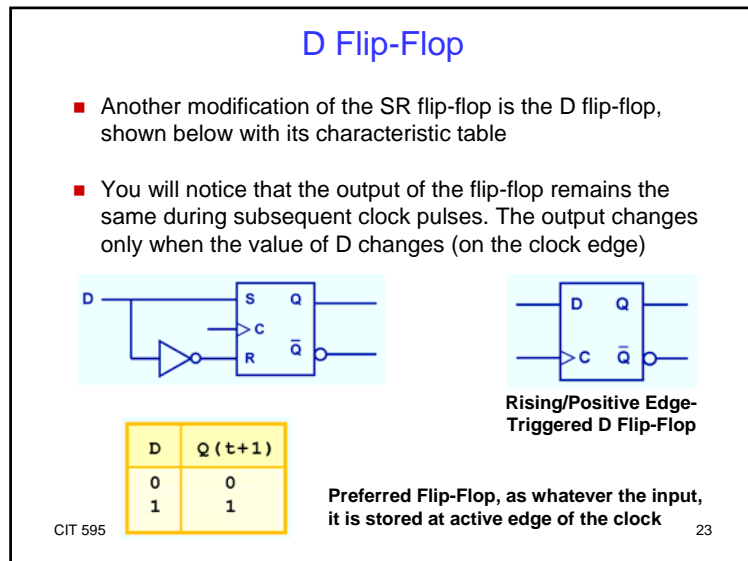 D Flip-Flop
Another modification of the SR flip-flop is the D flip-flop,
shown below with its characteristic table
You will notice that the output of the flip-flop remains the
same during subsequent clock pulses. The output changes
only when the value of D changes (on the clock edge)
D
S Q
C
R Q̅
D Q
C Q̅
Rising/Positive Edge-
Triggered D Flip-Flop
D Q(t+1)
0 0
1 1
Preferred Flip-Flop, as whatever the input,
it is stored at active edge of the clock
CIT 595
23